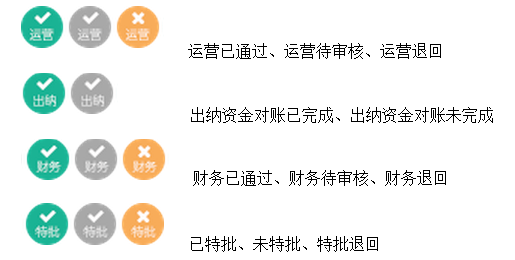 运营 运营 运营
运营已通过、运营待审核、运营退回
出纳 出纳
出纳资金对账已完成、出纳资金对账未完成
财务 财务 财务
财务已通过、财务待审核、财务退回
特批 特批 特批
已特批、未特批、特批退回